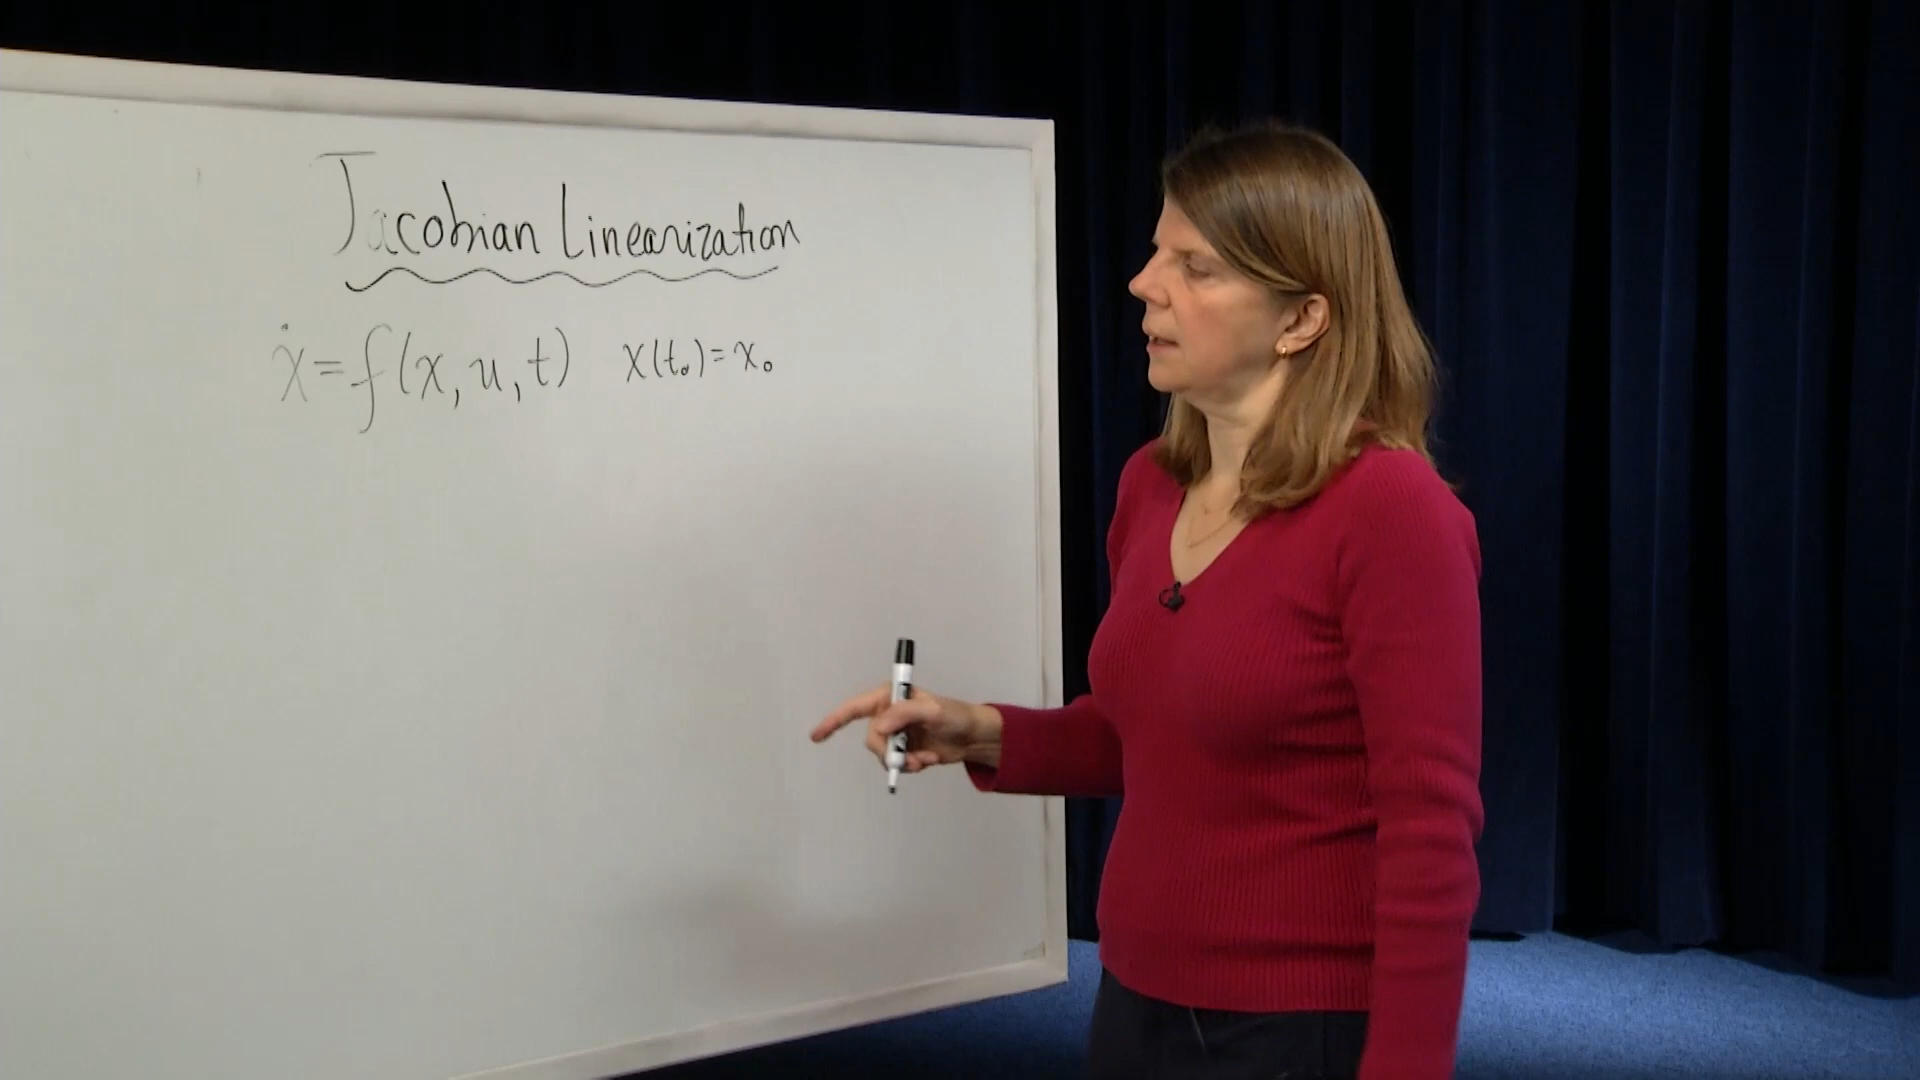 Jacobian Linearization
ẋ = f(x, u, t) x(t₀) = x₀